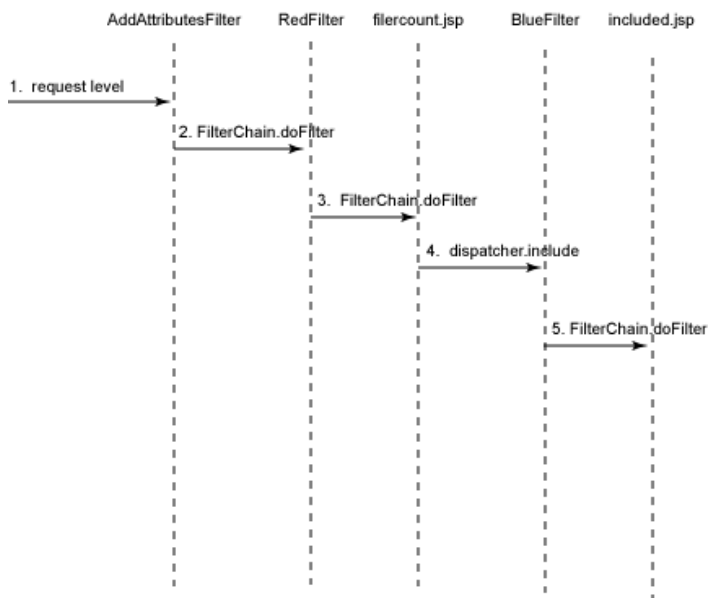 AddAttributesFilter RedFilter filercount.jsp BlueFilter included.jsp
1. request level
2. FilterChain.doFilter
3. FilterChain.doFilter
4. dispatcher.include
5. FilterChain.doFilter